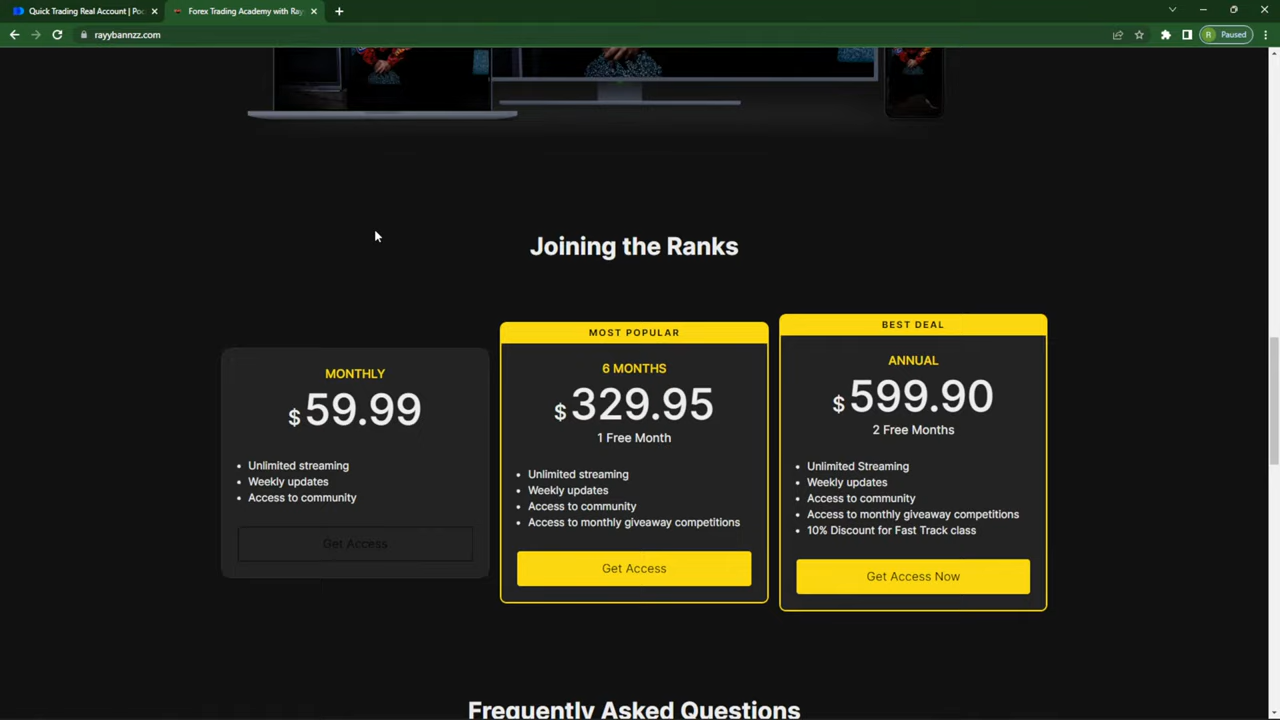 Quick Trading Real Account | Poc
Forex Trading Academy with Ray
rayybannzz.com
R
Paused
Joining the Ranks
MONTHLY
$59.99
Unlimited streaming
Weekly updates
Access to community
Get Access
MOST POPULAR
6 MONTHS
$329.95
1 Free Month
Unlimited streaming
Weekly updates
Access to community
Access to monthly giveaway competitions
Get Access
BEST DEAL
ANNUAL
$599.90
2 Free Months
Unlimited Streaming
Weekly updates
Access to community
Access to monthly giveaway competitions
10% Discount for Fast Track class
Get Access Now
Frequently Asked Questions